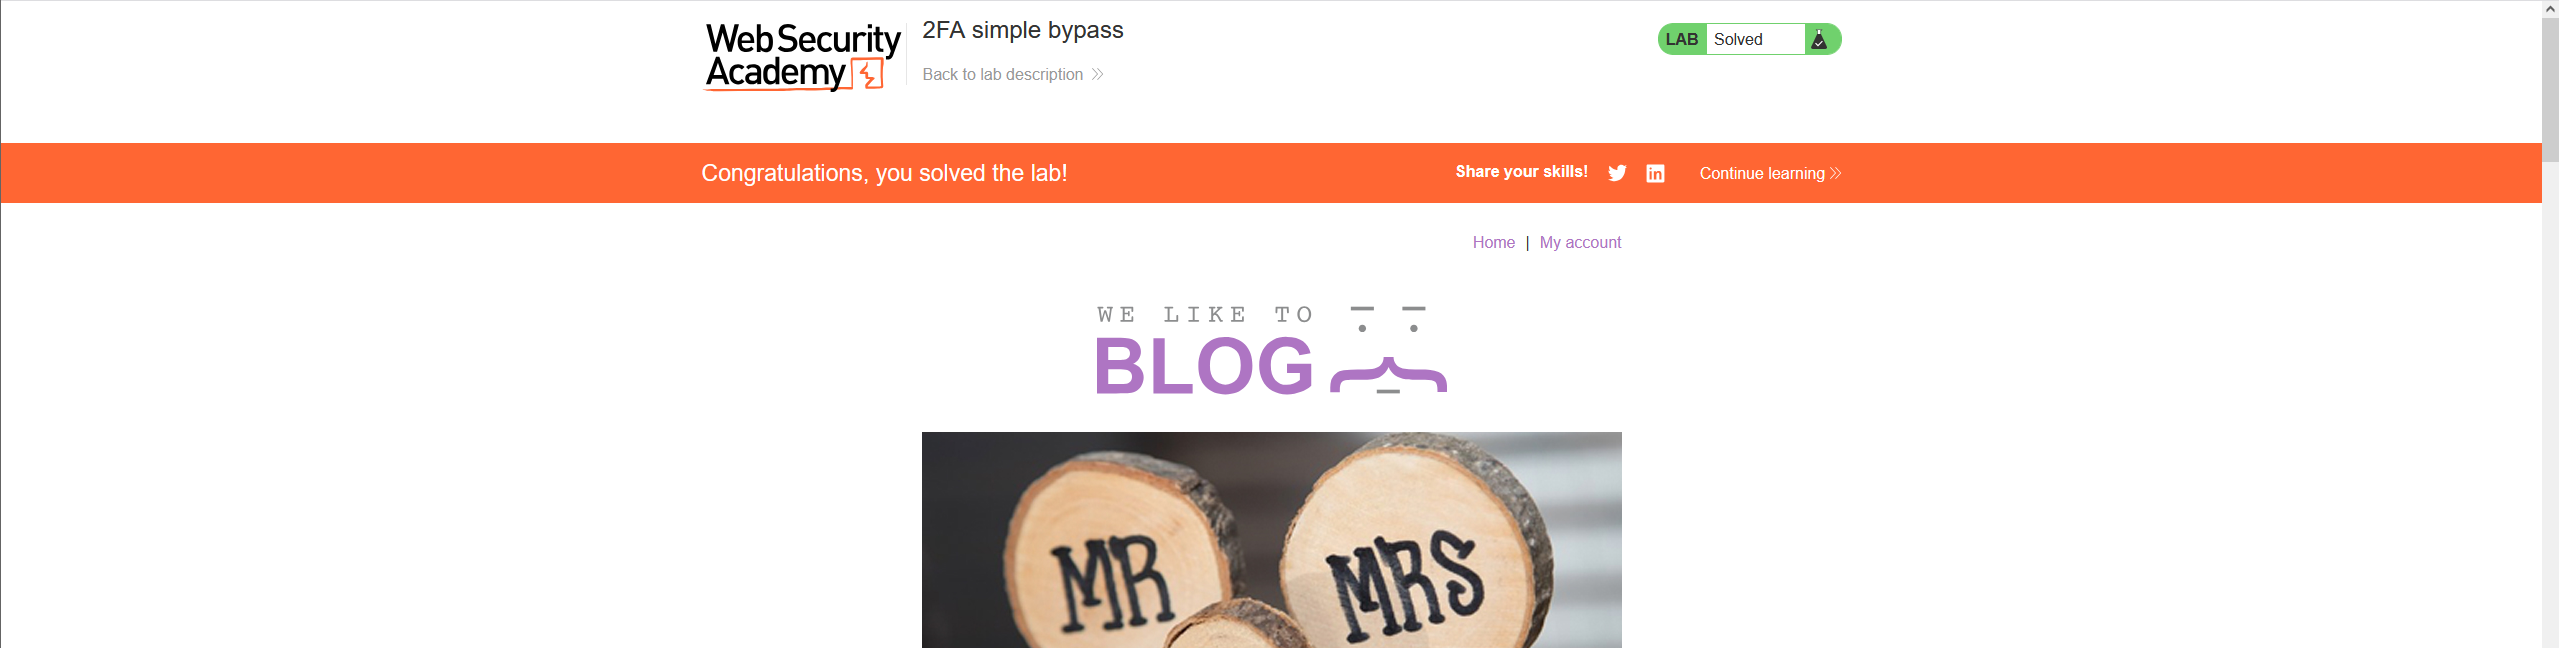 Web Security
Academy
2FA simple bypass
Back to lab description
LAB Solved
Congratulations, you solved the lab!
Share your skills!
Continue learning
Home | My account
WE LIKE TO
BLOG
MR
MRS